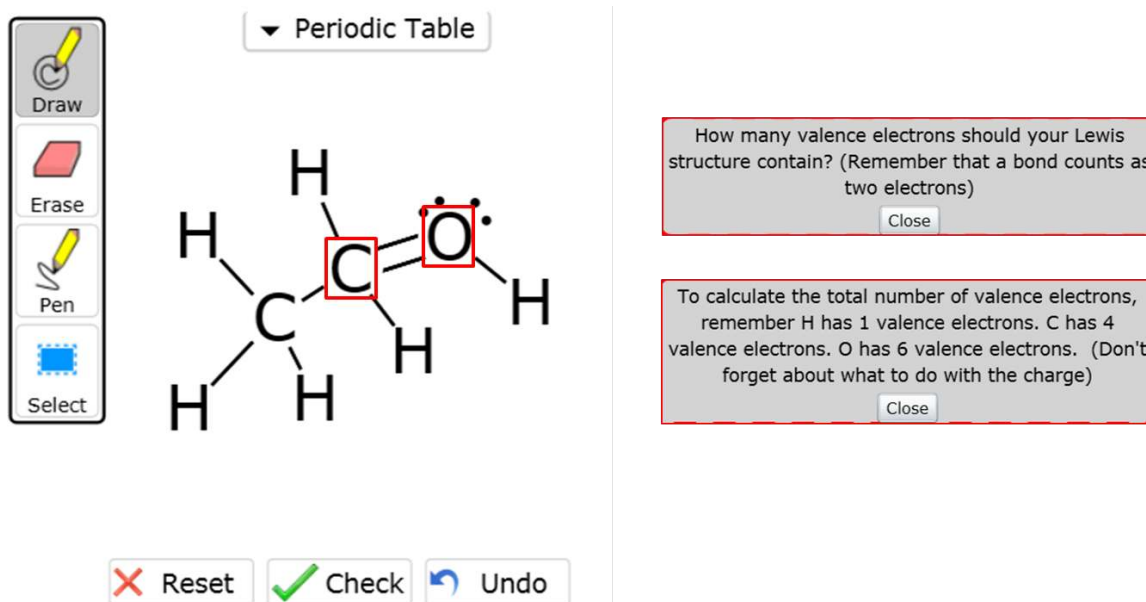 Periodic Table
Draw
Erase
Pen
Select
H
H
C
O
H
C
H
H
H
Reset
Check
Undo
How many valence electrons should your Lewis
structure contain? (Remember that a bond counts as
two electrons)
Close
To calculate the total number of valence electrons,
remember H has 1 valence electrons. C has 4
valence electrons. O has 6 valence electrons. (Don't
forget about what to do with the charge)
Close